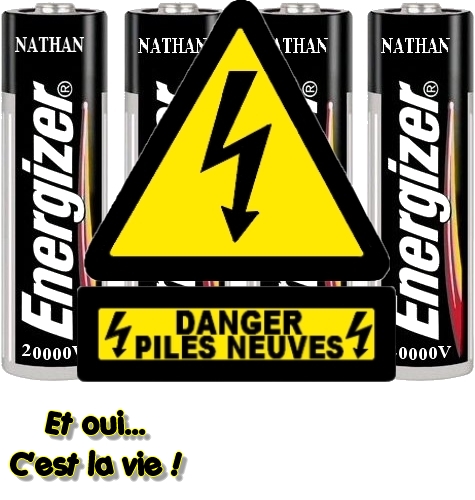 NATHAN NATHAN NATHAN NATHAN
Energizer® Energizer®
20000V 0000V
DANGER
PILES NEUVES
Et oui...
C'est la vie !